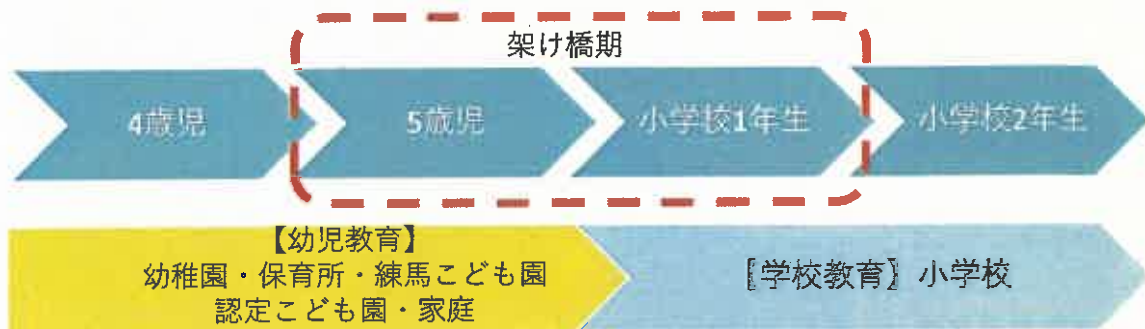 架け橋期
4歳児
5歳児
小学校1年生
小学校2年生
【幼児教育】
幼稚園・保育所・練馬こども園
認定こども園・家庭
【学校教育】小学校